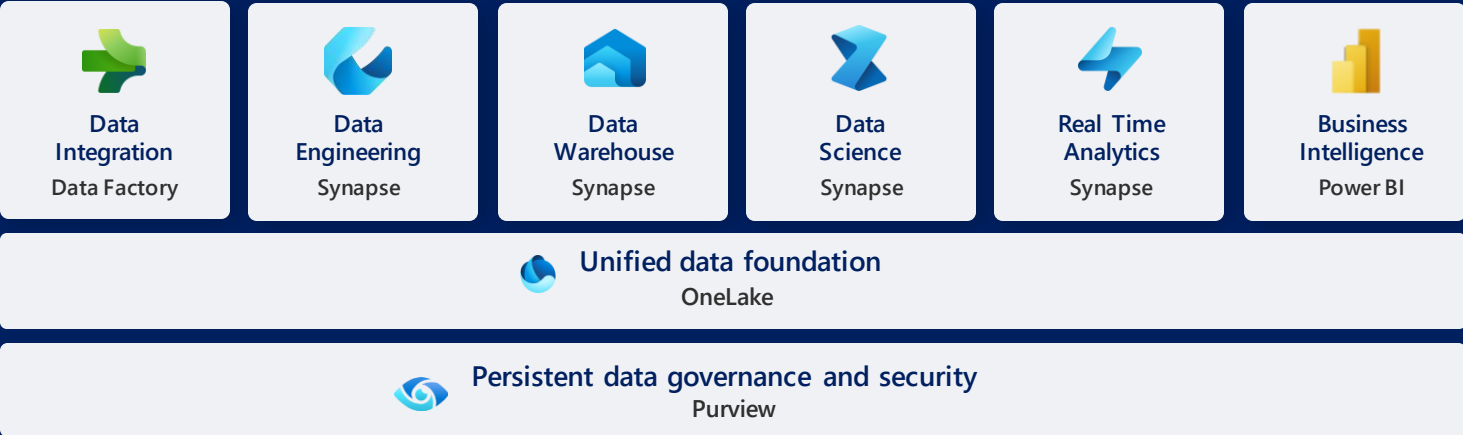 Data
Integration
Data Factory
Data
Engineering
Synapse
Data
Warehouse
Synapse
Data
Science
Synapse
Real Time
Analytics
Synapse
Business
Intelligence
Power BI
Unified data foundation
OneLake
Persistent data governance and security
Purview